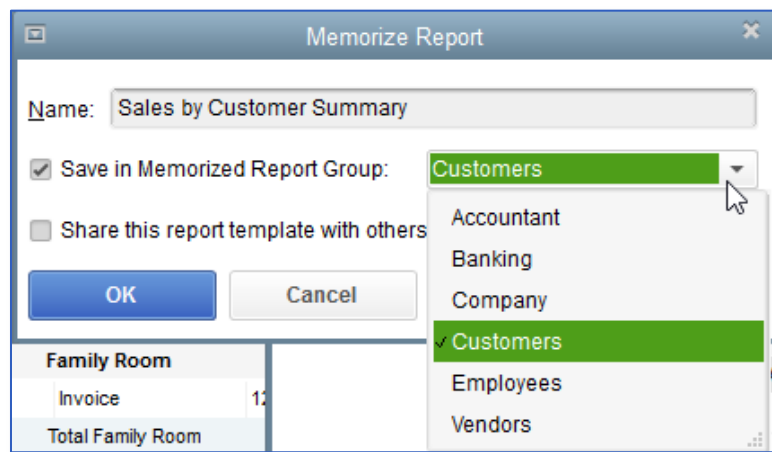 Memorize Report
Name: Sales by Customer Summary
Save in Memorized Report Group: Customers
Share this report template with others
Accountant
Banking
Company
Customers
Employees
Vendors
OK Cancel
Family Room
Invoice
Total Family Room